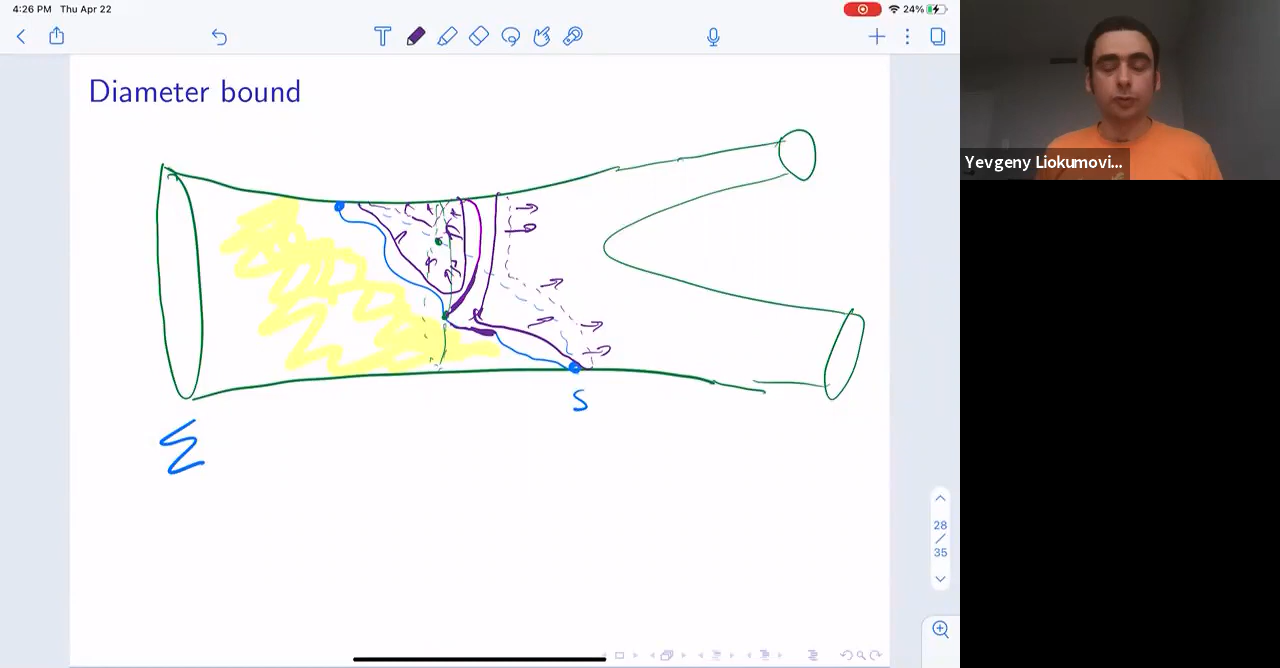 4:26 PM Thu Apr 22
24%
T
Diameter bound
Yevgeny Liokumovi...
S
Σ
28
/
35